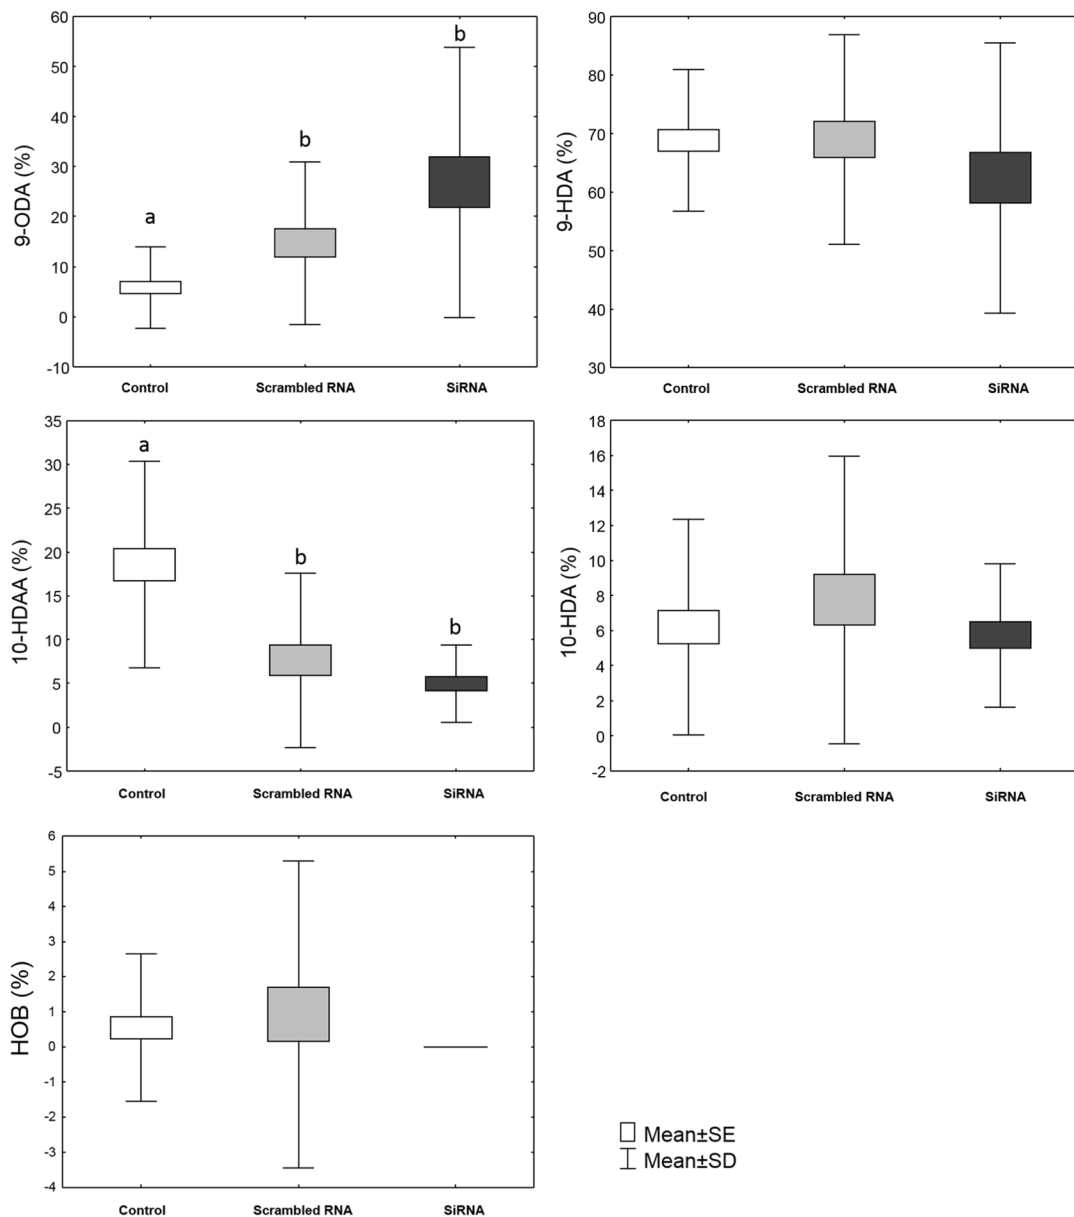 9-ODA (%)
60
50
40
30
20
10
0
-10
a
b
b
Control Scrambled RNA SiRNA
9-HDA (%)
90
80
70
60
50
40
30
Control Scrambled RNA SiRNA
10-HDAA (%)
35
30
25
20
15
10
5
0
-5
a
b
b
Control Scrambled RNA SiRNA
10-HDA (%)
18
16
14
12
10
8
6
4
2
0
-2
Control Scrambled RNA SiRNA
HOB (%)
6
5
4
3
2
1
0
-1
-2
-3
-4
Control Scrambled RNA SiRNA
Mean±SE
Mean±SD